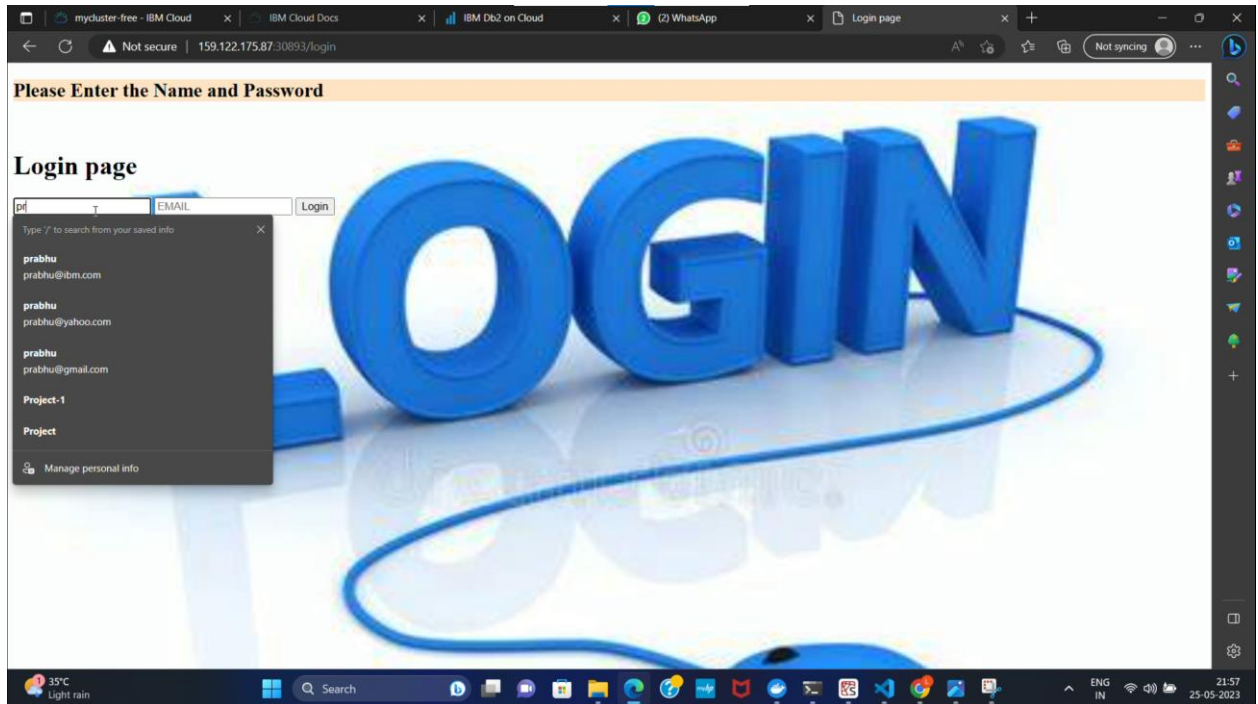 mycluster-free - IBM Cloud
IBM Cloud Docs
IBM Db2 on Cloud
(2) WhatsApp
Login page
Not secure | 159.122.175.87:30893/login
Not syncing
Please Enter the Name and Password
LOGIN
Login page
pr EMAIL Login
Type '/' to search from your saved info
prabhu
prabhu@ibm.com
prabhu
prabhu@yahoo.com
prabhu
prabhu@gmail.com
Project-1
Project
Manage personal info
35°C
Light rain
Search
ENG
IN
21:57
25-05-2023